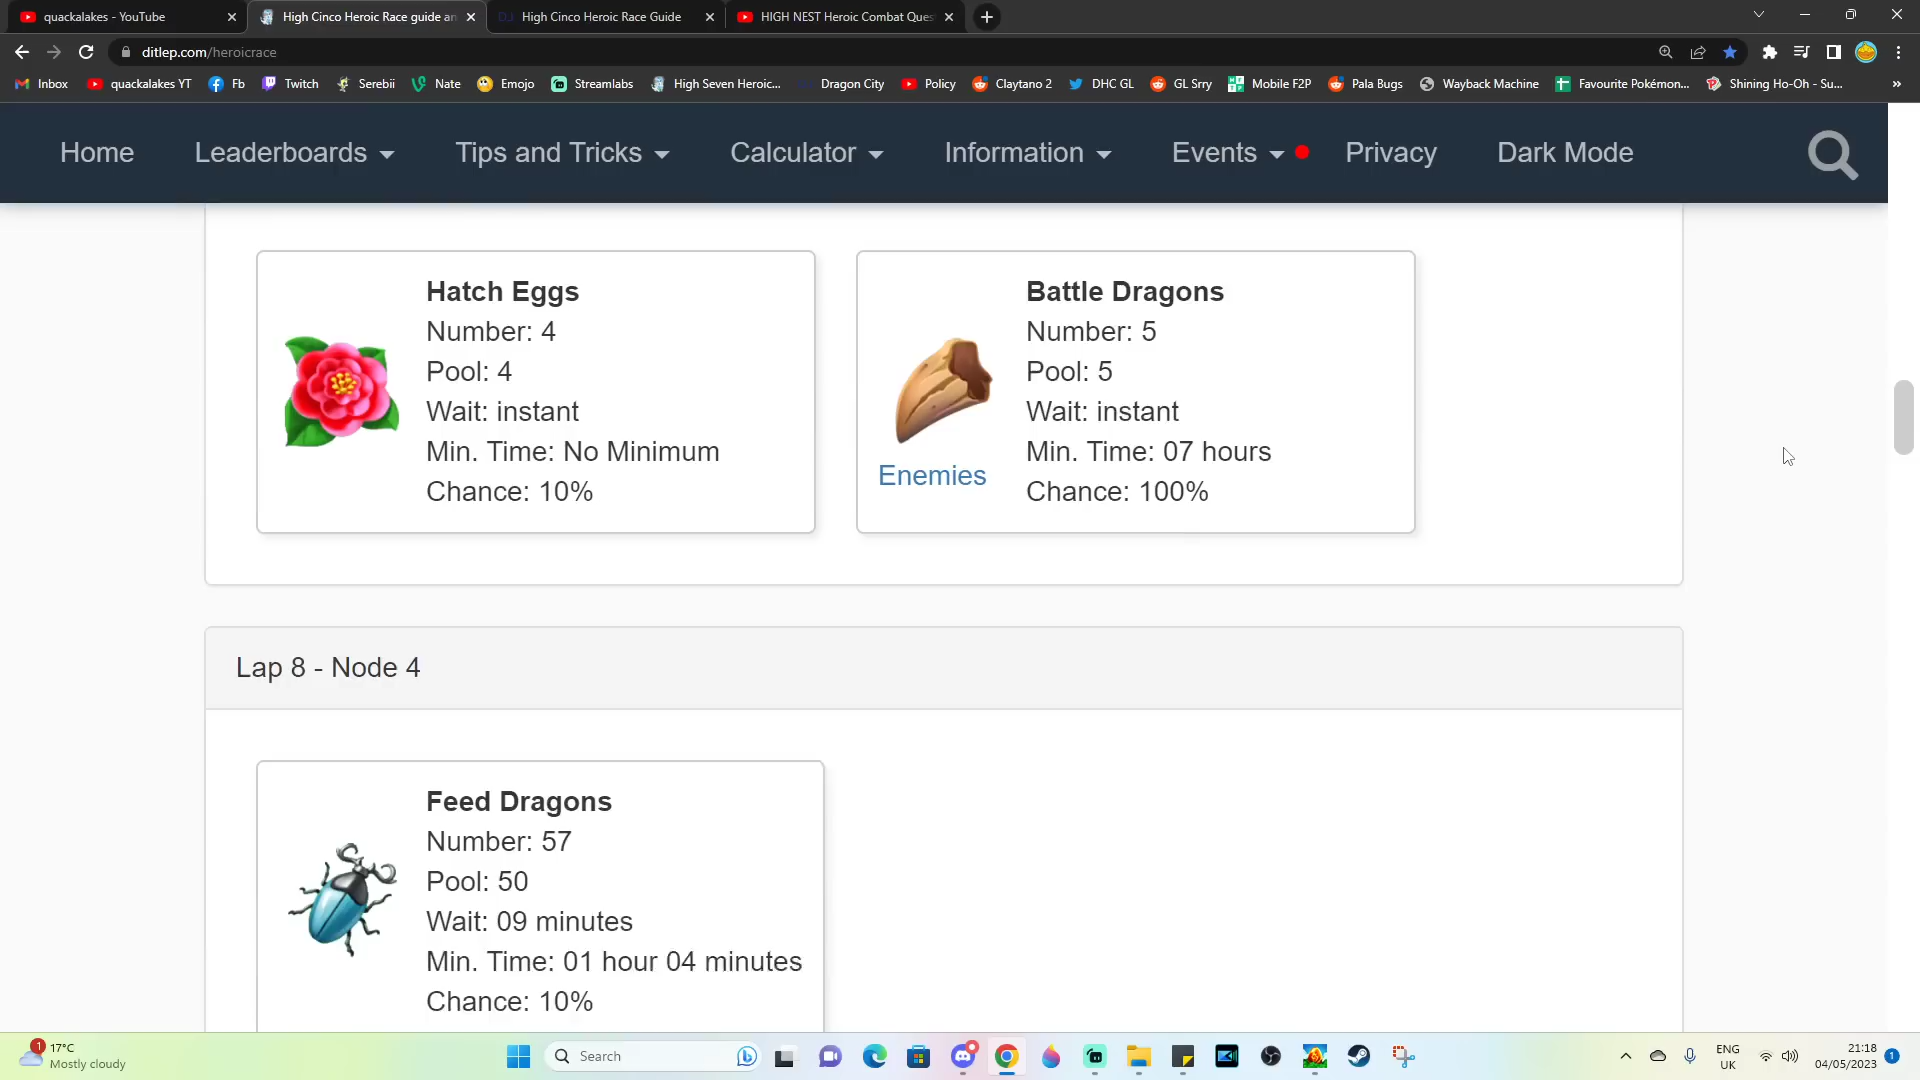 quackalakes - YouTube
High Cinco Heroic Race guide an
High Cinco Heroic Race Guide
HIGH NEST Heroic Combat Ques
ditlep.com/heroicrace
Inbox
quackalakes YT
Fb
Twitch
Serebii
Nate
Emojo
Streamlabs
High Seven Heroic...
Dragon City
Policy
Claytano 2
DHC GL
GL Srry
Mobile F2P
Pala Bugs
Wayback Machine
Favourite Pokémon...
Shining Ho-Oh - Su...
Home
Leaderboards
Tips and Tricks
Calculator
Information
Events
Privacy
Dark Mode
Hatch Eggs
Number: 4
Pool: 4
Wait: instant
Min. Time: No Minimum
Chance: 10%
Enemies
Battle Dragons
Number: 5
Pool: 5
Wait: instant
Min. Time: 07 hours
Chance: 100%
Lap 8 - Node 4
Feed Dragons
Number: 57
Pool: 50
Wait: 09 minutes
Min. Time: 01 hour 04 minutes
Chance: 10%
1
17°C
Mostly cloudy
Search
ENG
UK
21:18
04/05/2023
1